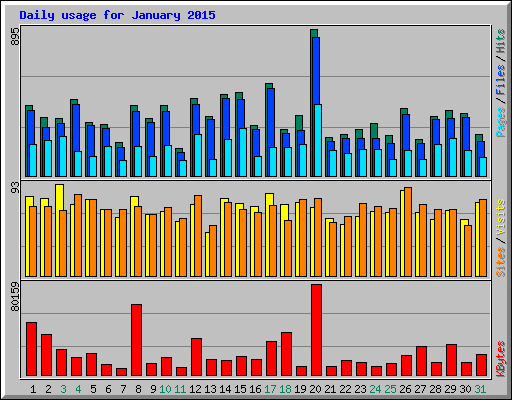 Daily usage for January 2015
895
Pages/Files/Hits
93
Sites/Visits
80159
KBytes
1 2 3 4 5 6 7 8 9 10 11 12 13 14 15 16 17 18 19 20 21 22 23 24 25 26 27 28 29 30 31